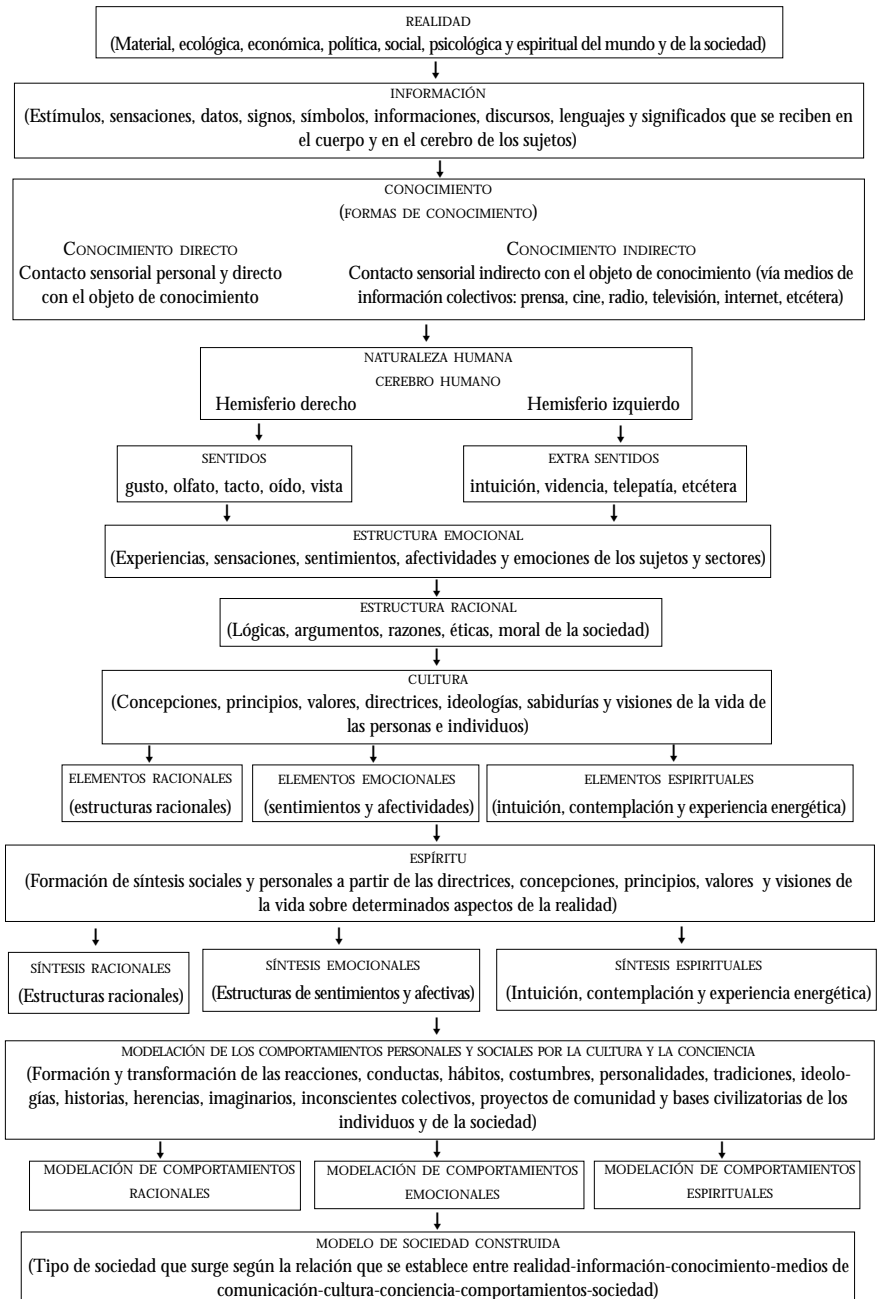 REALIDAD
(Material, ecológica, económica, política, social, psicológica y espiritual del mundo y de la sociedad)
INFORMACIÓN
(Estímulos, sensaciones, datos, signos, símbolos, informaciones, discursos, lenguajes y significados que se reciben en
el cuerpo y en el cerebro de los sujetos)
CONOCIMIENTO
(FORMAS DE CONOCIMIENTO)
CONOCIMIENTO DIRECTO
Contacto sensorial personal y directo
con el objeto de conocimiento
CONOCIMIENTO INDIRECTO
Contacto sensorial indirecto con el objeto de conocimiento (vía medios de
información colectivos: prensa, cine, radio, televisión, internet, etcétera)
NATURALEZA HUMANA
CEREBRO HUMANO
Hemisferio derecho
Hemisferio izquierdo
SENTIDOS
gusto, olfato, tacto, oído, vista
EXTRA SENTIDOS
intuición, videncia, telepatía, etcétera
ESTRUCTURA EMOCIONAL
(Experiencias, sensaciones, sentimientos, afectividades y emociones de los sujetos y sectores)
ESTRUCTURA RACIONAL
(Lógicas, argumentos, razones, éticas, moral de la sociedad)
CULTURA
(Concepciones, principios, valores, directrices, ideologías, sabidurías y visiones de la vida de
las personas e individuos)
ELEMENTOS RACIONALES
(estructuras racionales)
ELEMENTOS EMOCIONALES
(sentimientos y afectividades)
ELEMENTOS ESPIRITUALES
(intuición, contemplación y experiencia energética)
ESPÍRITU
(Formación de síntesis sociales y personales a partir de las directrices, concepciones, principios, valores y visiones de
la vida sobre determinados aspectos de la realidad)
SÍNTESIS RACIONALES
(Estructuras racionales)
SÍNTESIS EMOCIONALES
(Estructuras de sentimientos y afectivas)
SÍNTESIS ESPIRITUALES
(Intuición, contemplación y experiencia energética)
MODELACIÓN DE LOS COMPORTAMIENTOS PERSONALES Y SOCIALES POR LA CULTURA Y LA CONCIENCIA
(Formación y transformación de las reacciones, conductas, hábitos, costumbres, personalidades, tradiciones, ideolo-
gías, historias, herencias, imaginarios, inconscientes colectivos, proyectos de comunidad y bases civilizatorias de los
individuos y de la sociedad)
MODELACIÓN DE COMPORTAMIENTOS
RACIONALES
MODELACIÓN DE COMPORTAMIENTOS
EMOCIONALES
MODELACIÓN DE COMPORTAMIENTOS
ESPIRITUALES
MODELO DE SOCIEDAD CONSTRUIDA
(Tipo de sociedad que surge según la relación que se establece entre realidad-información-conocimiento-medios de
comunicación-cultura-conciencia-comportamientos-sociedad)